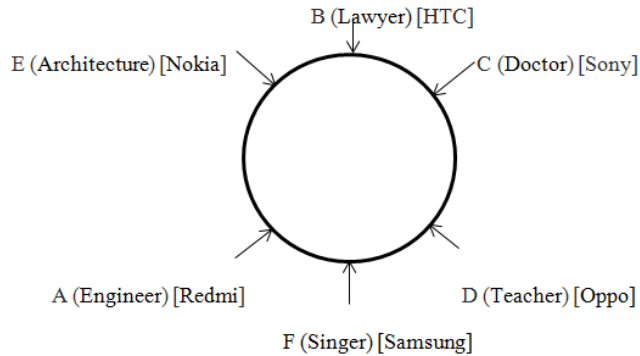 B (Lawyer) [HTC]
E (Architecture) [Nokia]
C (Doctor) [Sony]
A (Engineer) [Redmi]
D (Teacher) [Oppo]
F (Singer) [Samsung]